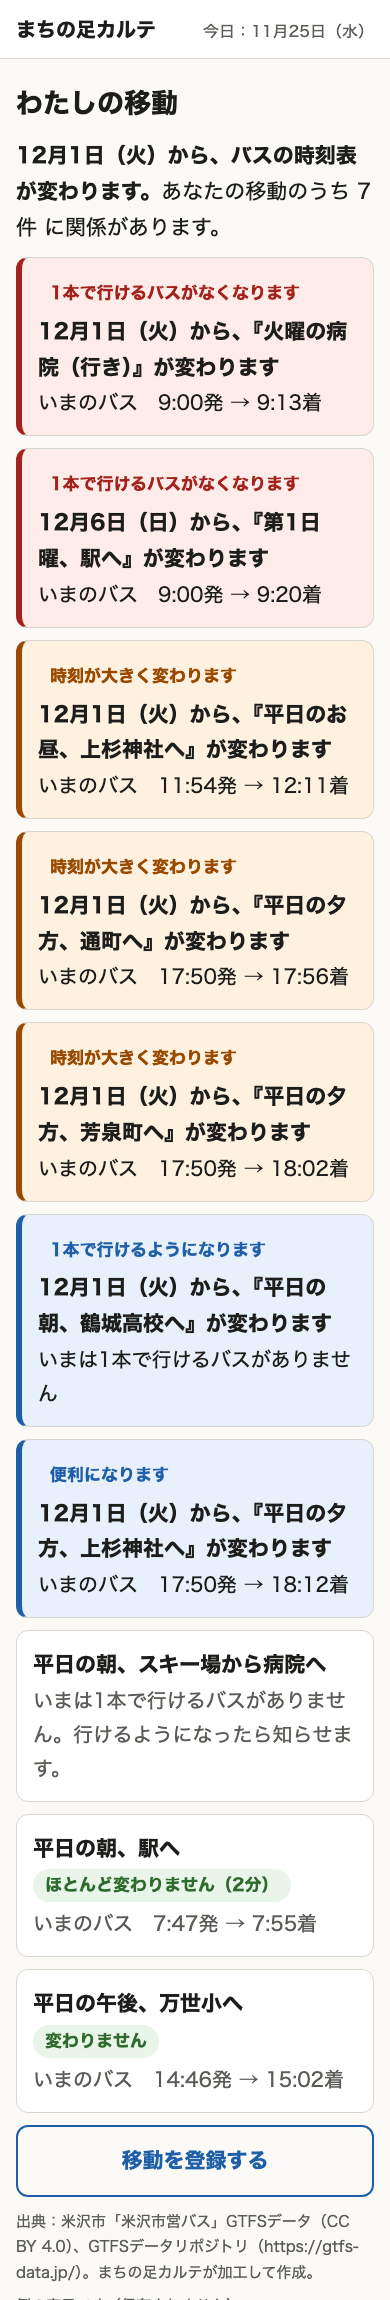 まちの足カルテ
今日：11月25日（水）
わたしの移動
12月1日（火）から、バスの時刻表
が変わります。あなたの移動のうち 7
件 に関係があります。
1本で行けるバスがなくなります
12月1日（火）から、『火曜の病
院（行き）』が変わります
いまのバス　9:00発 → 9:13着
1本で行けるバスがなくなります
12月6日（日）から、『第1日
曜、駅へ』が変わります
いまのバス　9:00発 → 9:20着
時刻が大きく変わります
12月1日（火）から、『平日のお
昼、上杉神社へ』が変わります
いまのバス　11:54発 → 12:11着
時刻が大きく変わります
12月1日（火）から、『平日の夕
方、通町へ』が変わります
いまのバス　17:50発 → 17:56着
時刻が大きく変わります
12月1日（火）から、『平日の夕
方、芳泉町へ』が変わります
いまのバス　17:50発 → 18:02着
1本で行けるようになります
12月1日（火）から、『平日の
朝、鶴城高校へ』が変わります
いまは1本で行けるバスがありませ
ん
便利になります
12月1日（火）から、『平日の夕
方、上杉神社へ』が変わります
いまのバス　17:50発 → 18:12着
平日の朝、スキー場から病院へ
いまは1本で行けるバスがありませ
ん。行けるようになったら知らせま
す。
平日の朝、駅へ
ほとんど変わりません（2分）
いまのバス　7:47発 → 7:55着
平日の午後、万世小へ
変わりません
いまのバス　14:46発 → 15:02着
移動を登録する
出典：米沢市「米沢市営バス」GTFSデータ（CC
BY 4.0）、GTFSデータリポジトリ（https://gtfs-
data.jp/）。まちの足カルテが加工して作成。